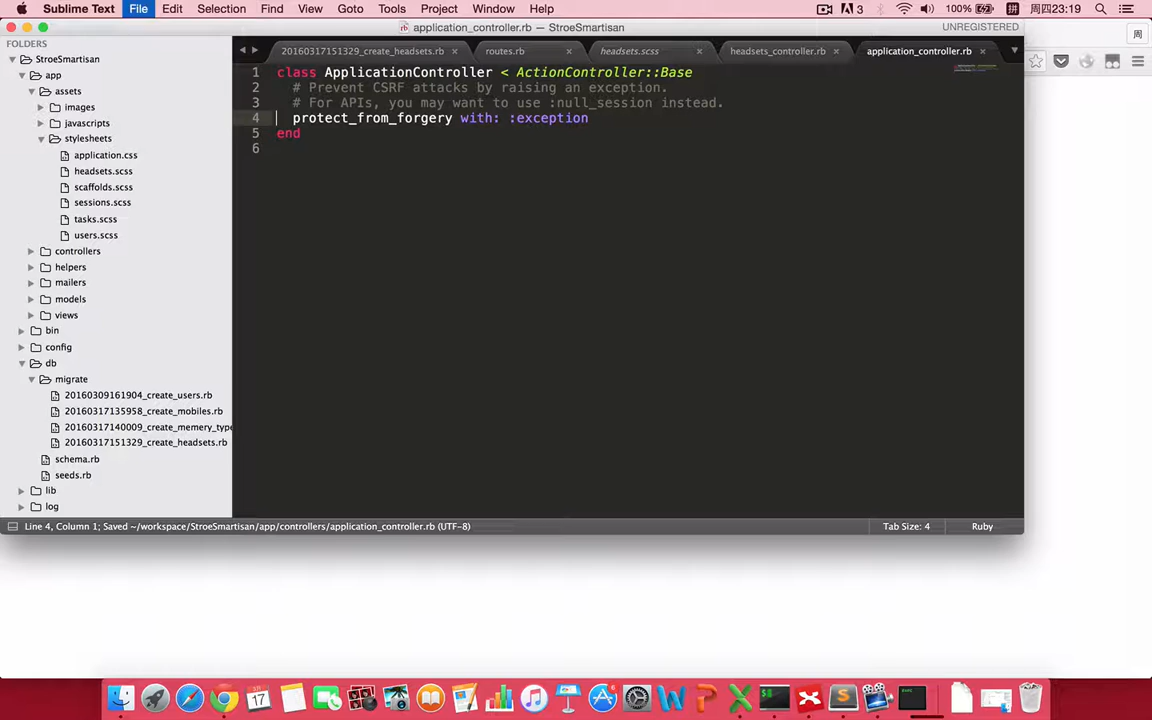 Sublime Text File Edit Selection Find View Goto Tools Project Window Help 3 100% 拼 周四23:19
application_controller.rb — StroeSmartisan UNREGISTERED
周
FOLDERS
StroeSmartisan
app
assets
images
javascripts
stylesheets
application.css
headsets.scss
scaffolds.scss
sessions.scss
tasks.scss
users.scss
controllers
helpers
mailers
models
views
bin
config
db
migrate
20160309161904_create_users.rb
20160317135958_create_mobiles.rb
20160317140009_create_memery_type
20160317151329_create_headsets.rb
schema.rb
seeds.rb
lib
log
20160317151329_create_headsets.rb × routes.rb × headsets.scss × headsets_controller.rb × application_controller.rb ×
1 class ApplicationController < ActionController::Base
2 # Prevent CSRF attacks by raising an exception.
3 # For APIs, you may want to use :null_session instead.
4 protect_from_forgery with: :exception
5 end
6
Line 4, Column 1; Saved ~/workspace/StroeSmartisan/app/controllers/application_controller.rb (UTF-8) Tab Size: 4 Ruby
17